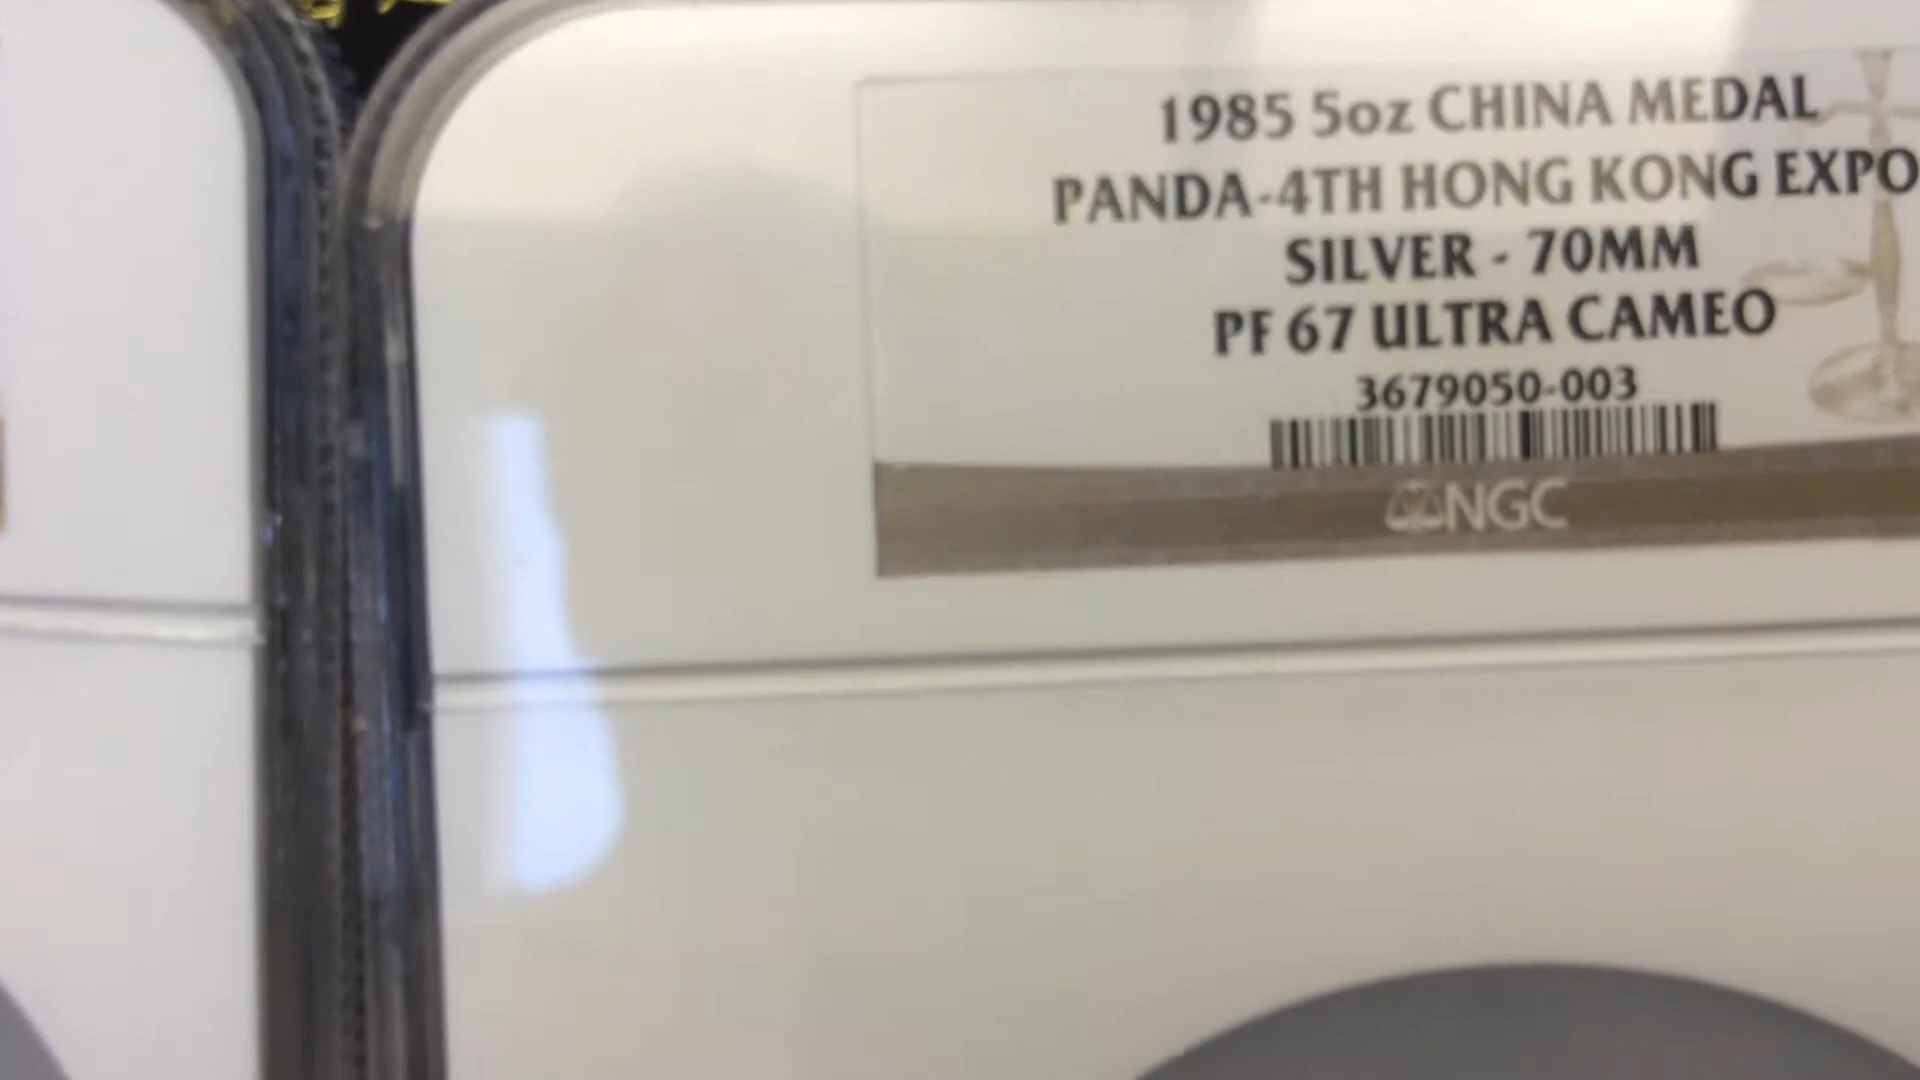 1985 5oz CHINA MEDAL
PANDA-4TH HONG KONG EXPO
SILVER - 70MM
PF 67 ULTRA CAMEO
3679050-003
NGC